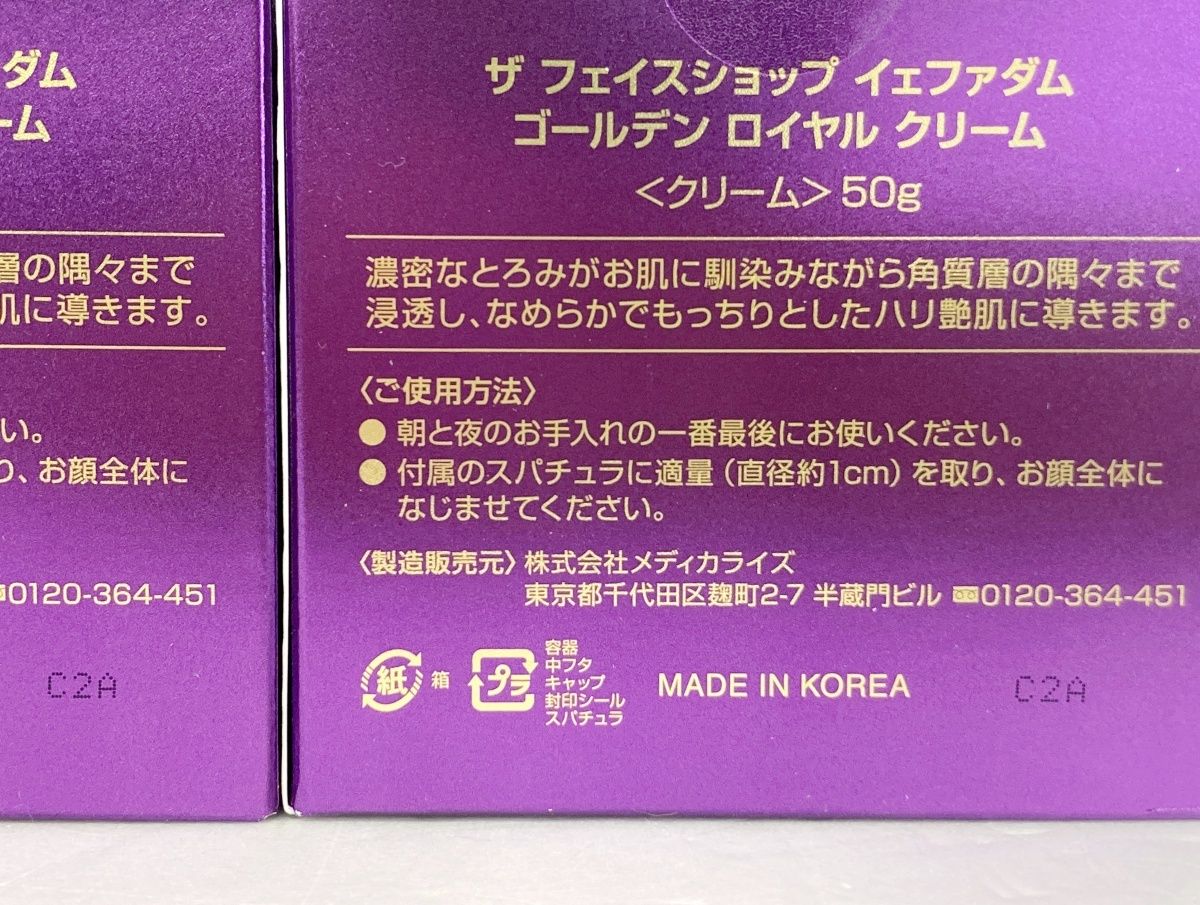 ダム
ーム
層の隅々まで
肌に導きます。
い。
り、お顔全体に
0120-364-451
C2A
ザ フェイスショップ イェファダム
ゴールデン ロイヤル クリーム
<クリーム> 50g
濃密なとろみがお肌に馴染みながら角質層の隅々まで
浸透し、なめらかでもっちりとしたハリ艶肌に導きます。
〈ご使用方法〉
● 朝と夜のお手入れの一番最後にお使いください。
● 付属のスパチュラに適量(直径約1cm)を取り、お顔全体に
なじませてください。
〈製造販売元〉株式会社メディカライズ
東京都千代田区麹町2-7 半蔵門ビル 0120-364-451
紙 箱
プラ
容器
中フタ
キャップ
封印シール
スパチュラ
MADE IN KOREA
C2A